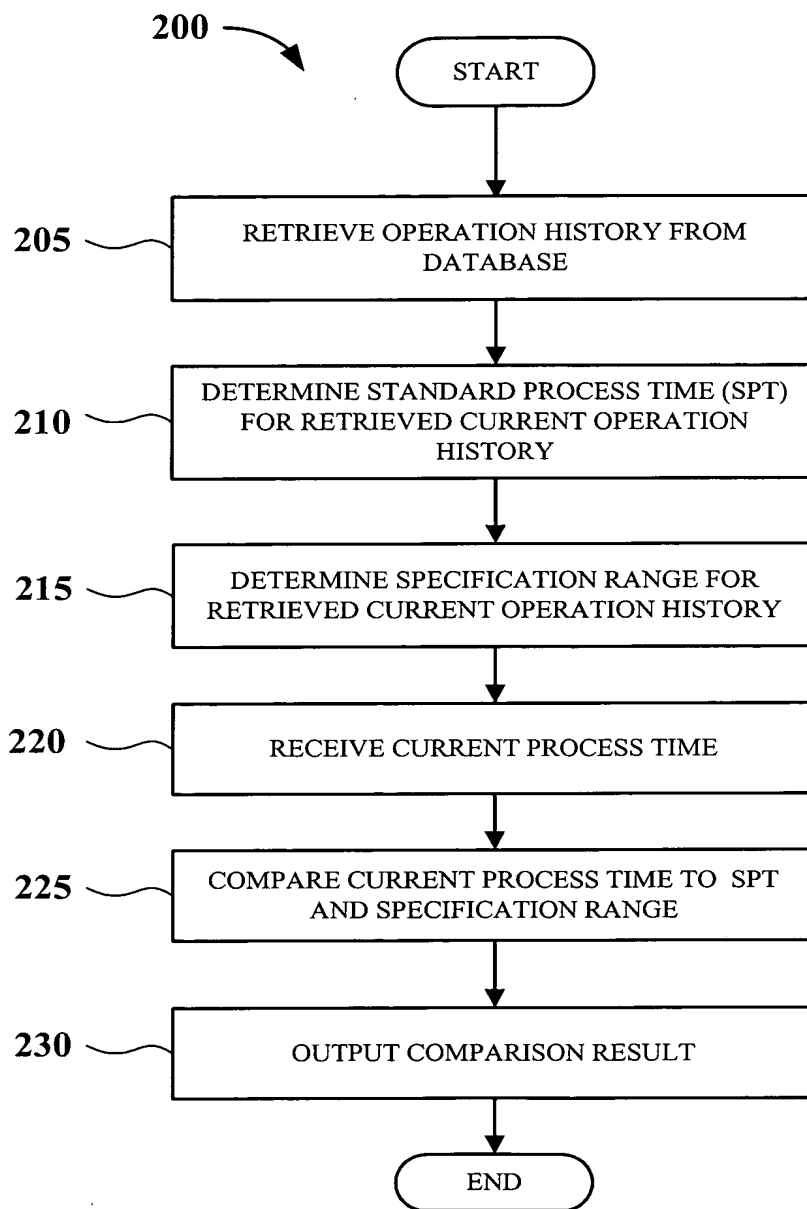 200
START
205
RETRIEVE OPERATION HISTORY FROM
DATABASE
210
DETERMINE STANDARD PROCESS TIME (SPT)
FOR RETRIEVED CURRENT OPERATION
HISTORY
215
DETERMINE SPECIFICATION RANGE FOR
RETRIEVED CURRENT OPERATION HISTORY
220
RECEIVE CURRENT PROCESS TIME
225
COMPARE CURRENT PROCESS TIME TO SPT
AND SPECIFICATION RANGE
230
OUTPUT COMPARISON RESULT
END